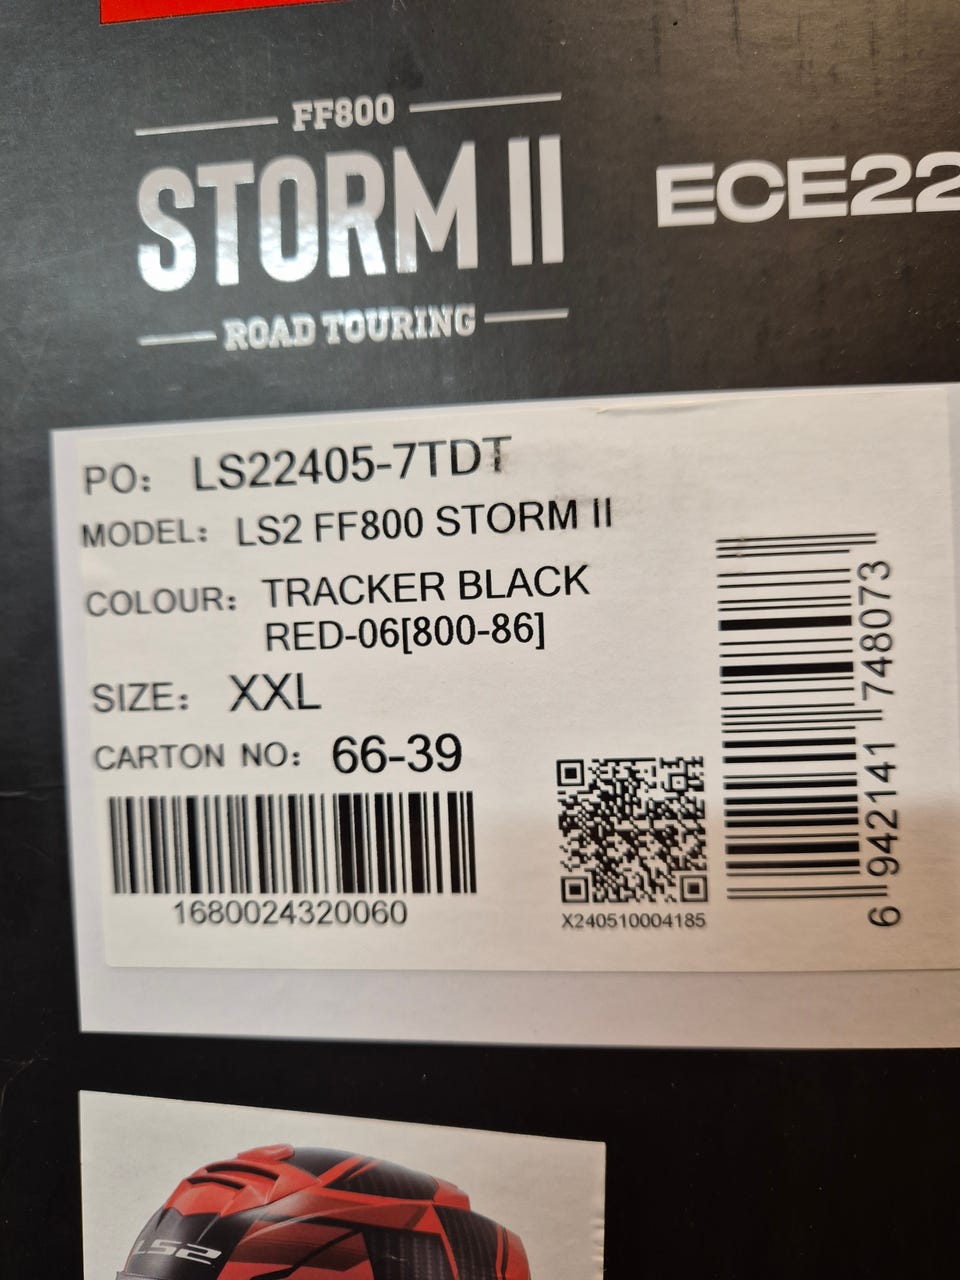 FF800
STORM II
ECE22
ROAD TOURING
PO: LS22405-7TDT
MODEL: LS2 FF800 STORM II
COLOUR: TRACKER BLACK
RED-06[800-86]
SIZE: XXL
CARTON NO: 66-39
1680024320060
X240510004185
6 942141 748073
LS2